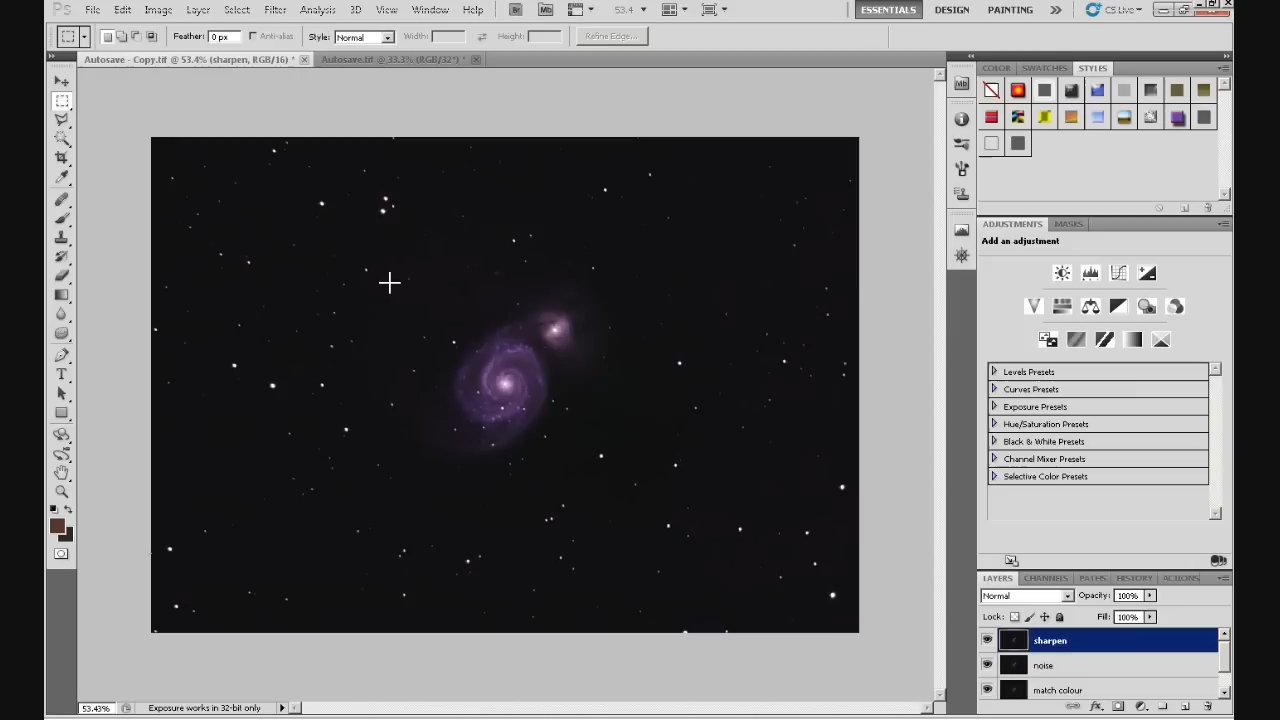 Ps File Edit Image Layer Select Filter Analysis 3D View Window Help Br Mb 53.4 ESSENTIALS DESIGN PAINTING CS Live
Feather: 0 px Anti-alias Style: Normal Width: Height: Refine Edge...
Autosave - Copy.tif @ 53.4% (sharpen, RGB/16) * Autosave.tif @ 33.3% (RGB/32*) *
COLOR SWATCHES STYLES
Mb
ADJUSTMENTS MASKS
Add an adjustment
Levels Presets
Curves Presets
Exposure Presets
Hue/Saturation Presets
Black & White Presets
Channel Mixer Presets
Selective Color Presets
LAYERS CHANNELS PATHS HISTORY ACTIONS
Normal Opacity: 100%
Lock: Fill: 100%
sharpen
noise
match colour
53.43% Exposure works in 32-bit only